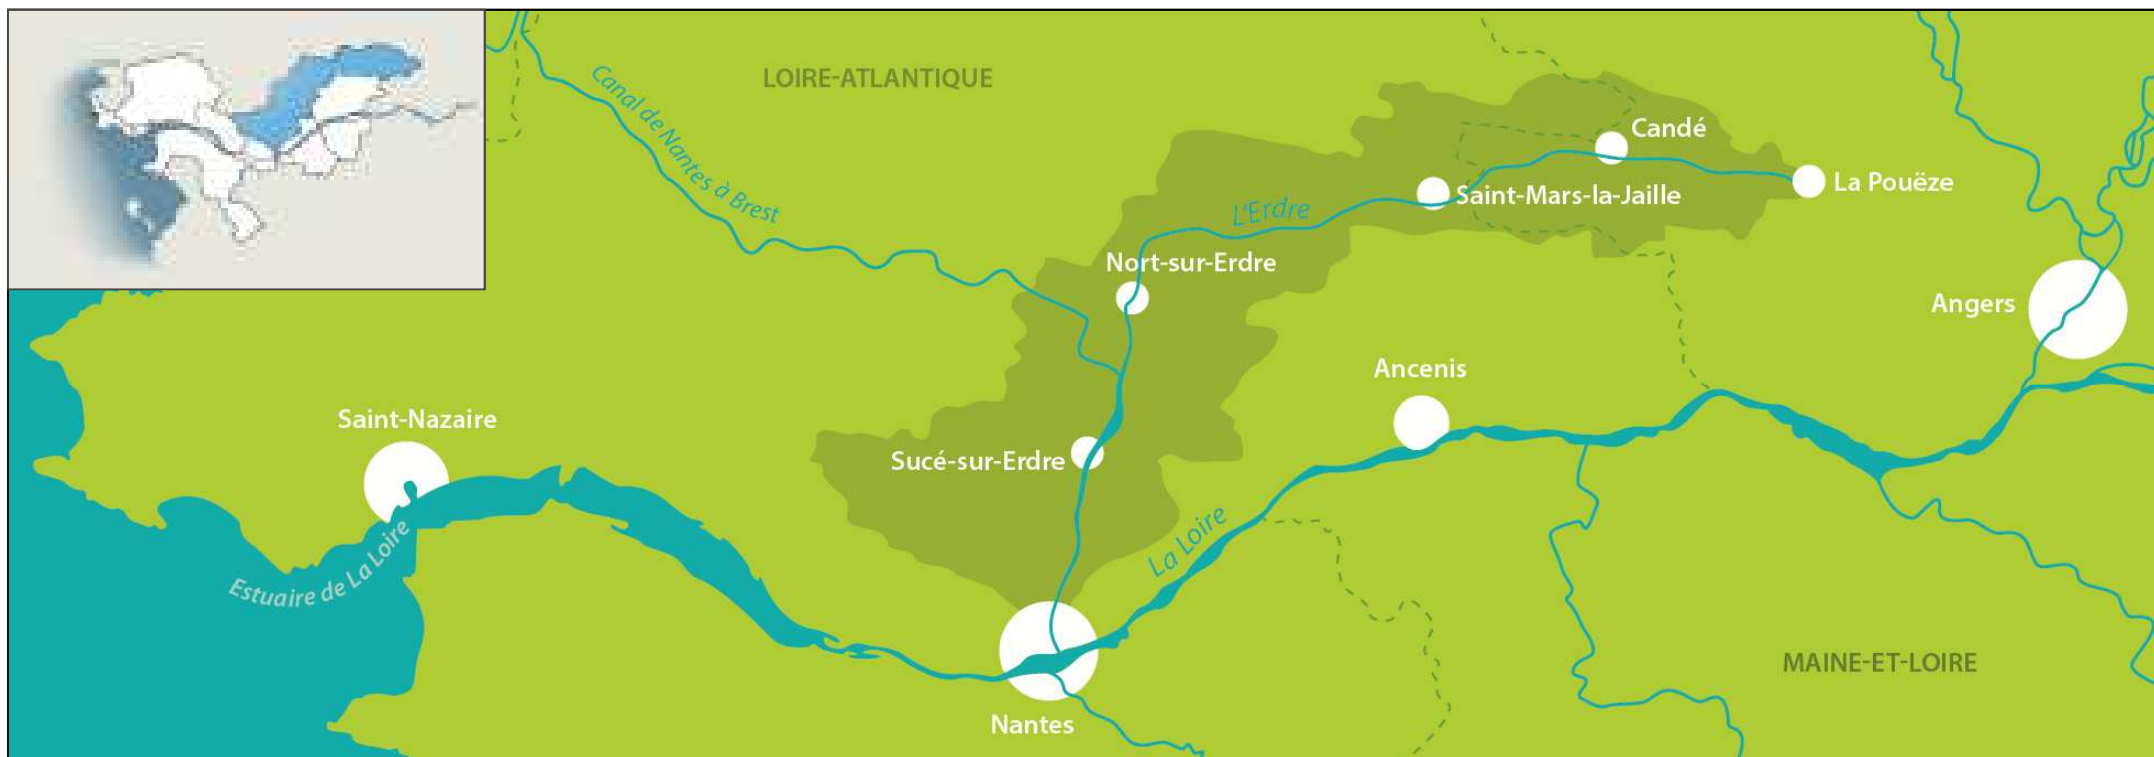 LOIRE-ATLANTIQUE
Canal de Nantes à Brest
Candé
La Pouëze
Saint-Mars-la-Jaille
L'Erdre
Nort-sur-Erdre
Angers
Ancenis
Saint-Nazaire
Sucé-sur-Erdre
La Loire
Estuaire de La Loire
MAINE-ET-LOIRE
Nantes